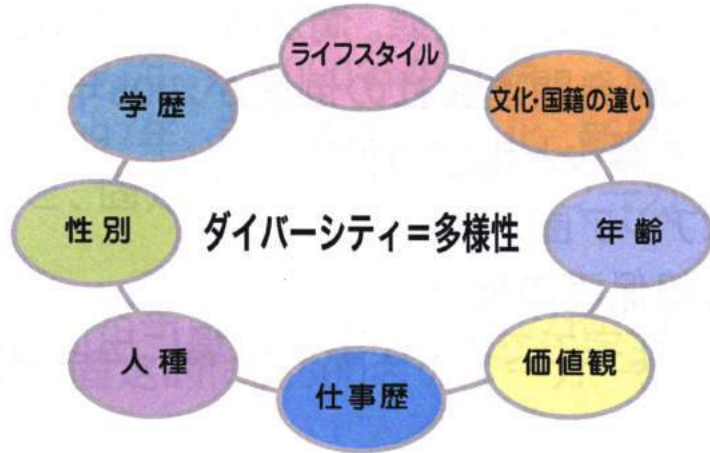 ライフスタイル
文化・国籍の違い
年齢
価値観
仕事歴
人種
性別
学歴
ダイバーシティ=多様性